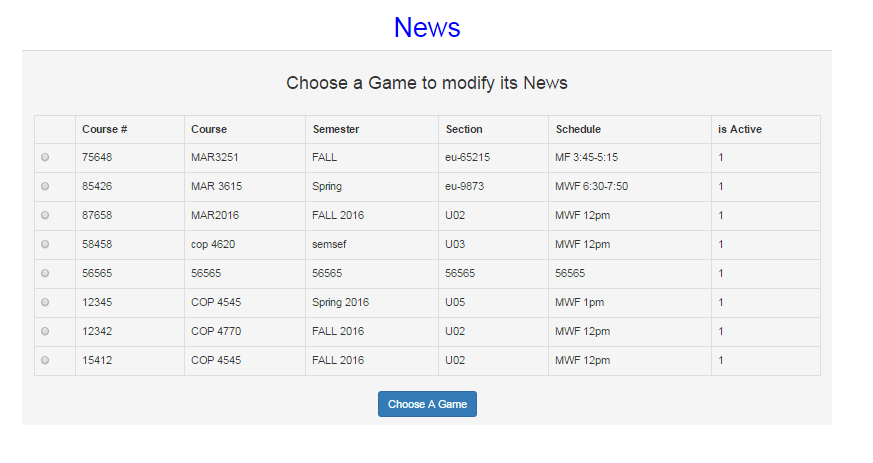 News
Choose a Game to modify its News
Course # Course Semester Section Schedule is Active
75648 MAR3251 FALL eu-65215 MF 3:45-5:15 1
85426 MAR 3615 Spring eu-9873 MWF 6:30-7:50 1
87658 MAR2016 FALL 2016 U02 MWF 12pm 1
58458 cop 4620 semsef U03 MWF 12pm 1
56565 56565 56565 56565 56565 1
12345 COP 4545 Spring 2016 U05 MWF 1pm 1
12342 COP 4770 FALL 2016 U02 MWF 12pm 1
15412 COP 4545 FALL 2016 U02 MWF 12pm 1
Choose A Game